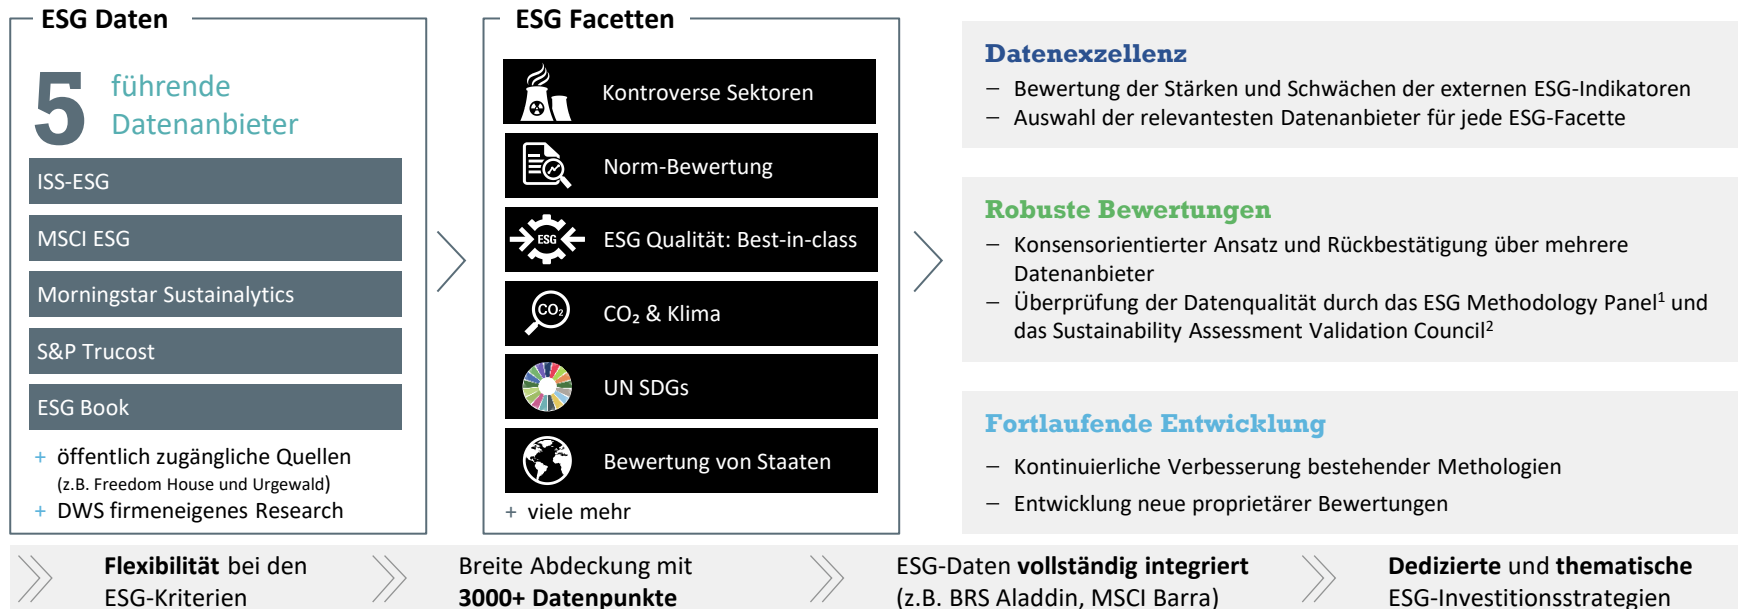 ESG Daten
5 führende
Datenanbieter
ISS-ESG
MSCI ESG
Morningstar Sustainalytics
S&P Trucost
ESG Book
+ öffentlich zugängliche Quellen
(z.B. Freedom House und Urgewald)
+ DWS firmeneigenes Research
ESG Facetten
Kontroverse Sektoren
Norm-Bewertung
ESG
ESG Qualität: Best-in-class
CO₂
CO₂ & Klima
UN SDGs
Bewertung von Staaten
+ viele mehr
Datenexzellenz
– Bewertung der Stärken und Schwächen der externen ESG-Indikatoren
– Auswahl der relevantesten Datenanbieter für jede ESG-Facette
Robuste Bewertungen
– Konsensorientierter Ansatz und Rückbestätigung über mehrere
Datenanbieter
– Überprüfung der Datenqualität durch das ESG Methodology Panel¹ und
das Sustainability Assessment Validation Council²
Fortlaufende Entwicklung
– Kontinuierliche Verbesserung bestehender Methologien
– Entwicklung neue proprietärer Bewertungen
Flexibilität bei den
ESG-Kriterien
Breite Abdeckung mit
3000+ Datenpunkte
ESG-Daten vollständig integriert
(z.B. BRS Aladdin, MSCI Barra)
Dedizierte und thematische
ESG-Investitionsstrategien